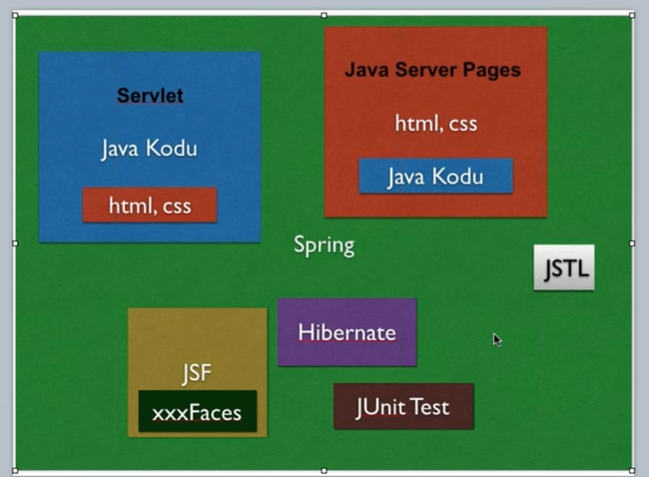 Servlet
Java Kodu
html, css
Java Server Pages
html, css
Java Kodu
Spring
JSTL
Hibernate
JSF
xxxFaces
JUnit Test